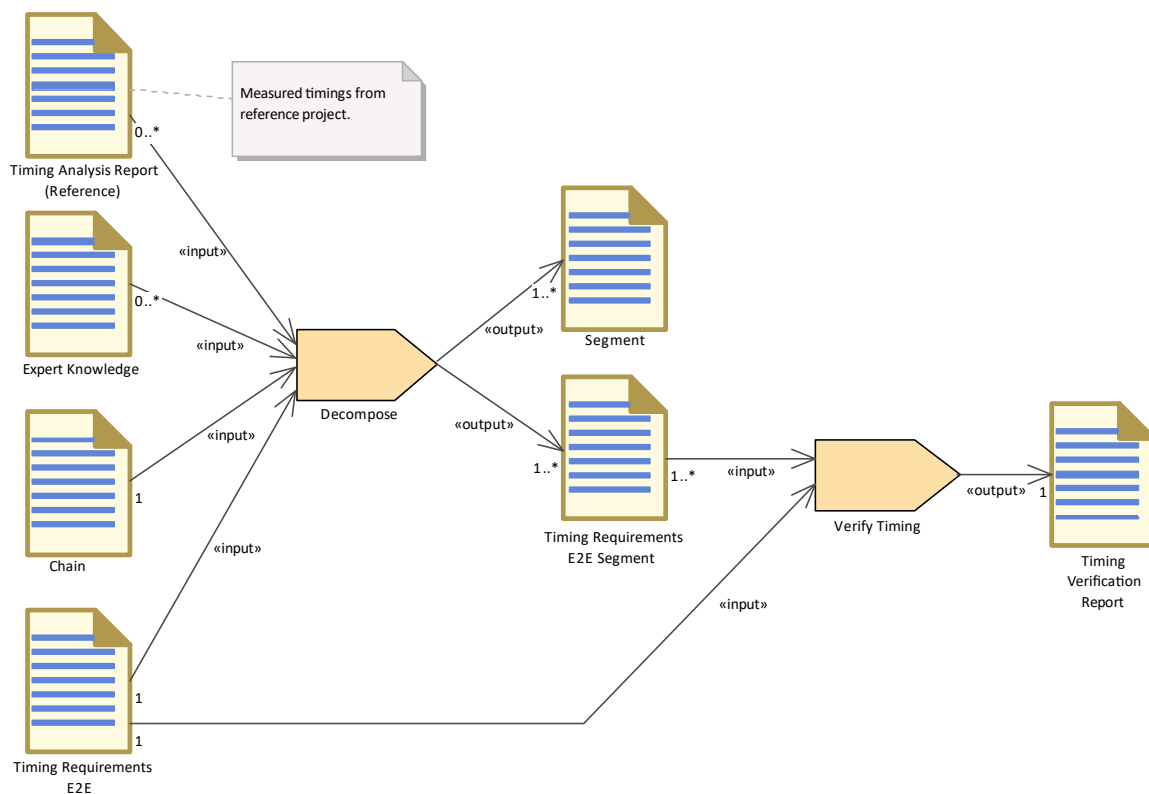 Measured timings from
reference project.
0..*
Timing Analysis Report
(Reference)
«input»
0..*
«input»
Expert Knowledge
1..*
«output»
Segment
Decompose
«input»
1
Chain
«output»
1..*
1..*
«input»
Timing Requirements
E2E Segment
Verify Timing
«output»
1
Timing
Verification
Report
«input»
«input»
1
1
Timing Requirements
E2E